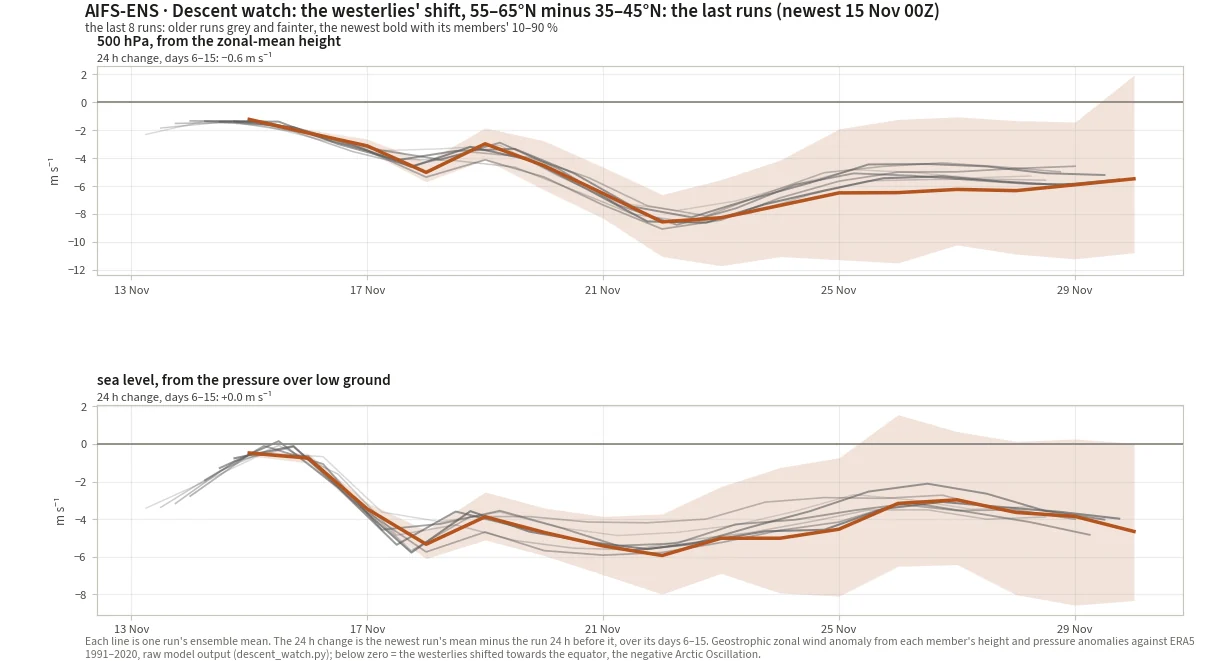 AIFS-ENS · Descent watch: the westerlies' shift, 55–65°N minus 35–45°N: the last runs (newest 15 Nov 00Z)
the last 8 runs: older runs grey and fainter, the newest bold with its members' 10–90 %
500 hPa, from the zonal-mean height
24 h change, days 6–15: −0.6 m s⁻¹
2
0
−2
−4
−6
−8
−10
−12
m s⁻¹
13 Nov
17 Nov
21 Nov
25 Nov
29 Nov
sea level, from the pressure over low ground
24 h change, days 6–15: +0.0 m s⁻¹
2
0
−2
−4
−6
−8
m s⁻¹
13 Nov
17 Nov
21 Nov
25 Nov
29 Nov
Each line is one run's ensemble mean. The 24 h change is the newest run's mean minus the run 24 h before it, over its days 6–15. Geostrophic zonal wind anomaly from each member's height and pressure anomalies against ERA5
1991–2020, raw model output (descent_watch.py); below zero = the westerlies shifted towards the equator, the negative Arctic Oscillation.